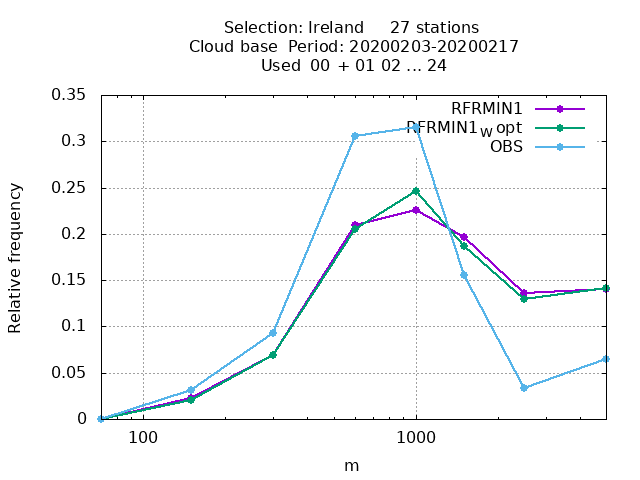 Selection: Ireland 27 stations
Cloud base Period: 20200203-20200217
Used 00 + 01 02 ... 24
0.35
0.3
0.25
0.2
0.15
0.1
0.05
0
Relative frequency
RFRMIN1
RFRMIN1w opt
OBS
100
1000
m